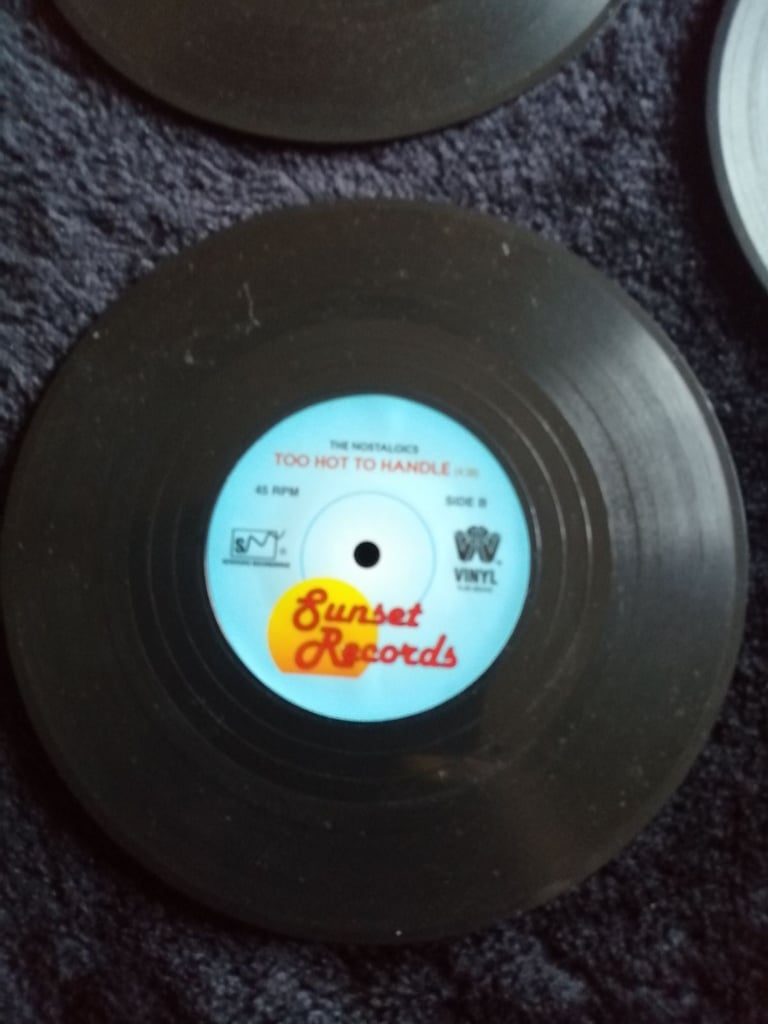 THE NOSTALGICS
TOO HOT TO HANDLE
45 RPM
SIDE B
VINYL
Sunset
Records